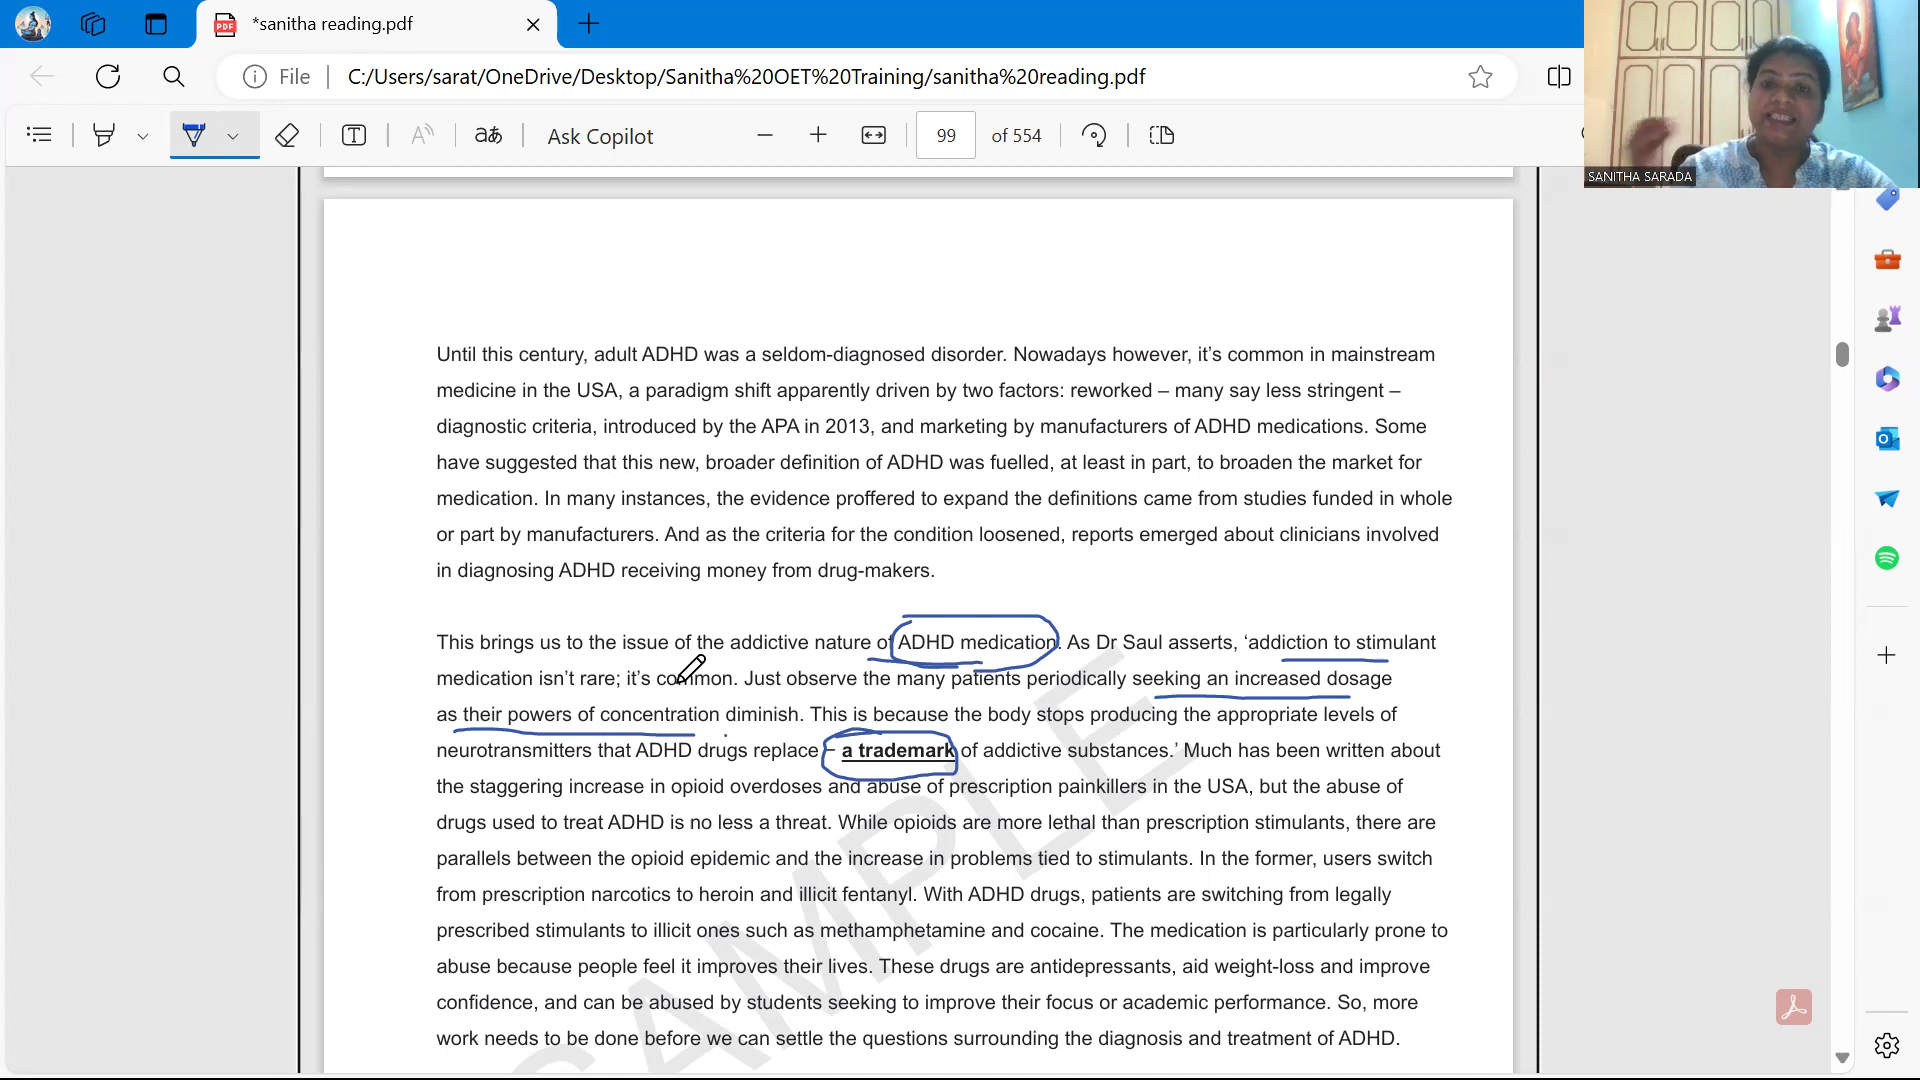 *sanitha reading.pdf
File
C:/Users/sarat/OneDrive/Desktop/Sanitha%20OET%20Training/sanitha%20reading.pdf
Ask Copilot
99 of 554
SANITHA SARADA
Until this century, adult ADHD was a seldom-diagnosed disorder. Nowadays however, it’s common in mainstream
medicine in the USA, a paradigm shift apparently driven by two factors: reworked – many say less stringent –
diagnostic criteria, introduced by the APA in 2013, and marketing by manufacturers of ADHD medications. Some
have suggested that this new, broader definition of ADHD was fuelled, at least in part, to broaden the market for
medication. In many instances, the evidence proffered to expand the definitions came from studies funded in whole
or part by manufacturers. And as the criteria for the condition loosened, reports emerged about clinicians involved
in diagnosing ADHD receiving money from drug-makers.
This brings us to the issue of the addictive nature of ADHD medication. As Dr Saul asserts, ‘addiction to stimulant
medication isn’t rare; it’s common. Just observe the many patients periodically seeking an increased dosage
as their powers of concentration diminish. This is because the body stops producing the appropriate levels of
neurotransmitters that ADHD drugs replace – a trademark of addictive substances.’ Much has been written about
the staggering increase in opioid overdoses and abuse of prescription painkillers in the USA, but the abuse of
drugs used to treat ADHD is no less a threat. While opioids are more lethal than prescription stimulants, there are
parallels between the opioid epidemic and the increase in problems tied to stimulants. In the former, users switch
from prescription narcotics to heroin and illicit fentanyl. With ADHD drugs, patients are switching from legally
prescribed stimulants to illicit ones such as methamphetamine and cocaine. The medication is particularly prone to
abuse because people feel it improves their lives. These drugs are antidepressants, aid weight-loss and improve
confidence, and can be abused by students seeking to improve their focus or academic performance. So, more
work needs to be done before we can settle the questions surrounding the diagnosis and treatment of ADHD.
SAMPLE